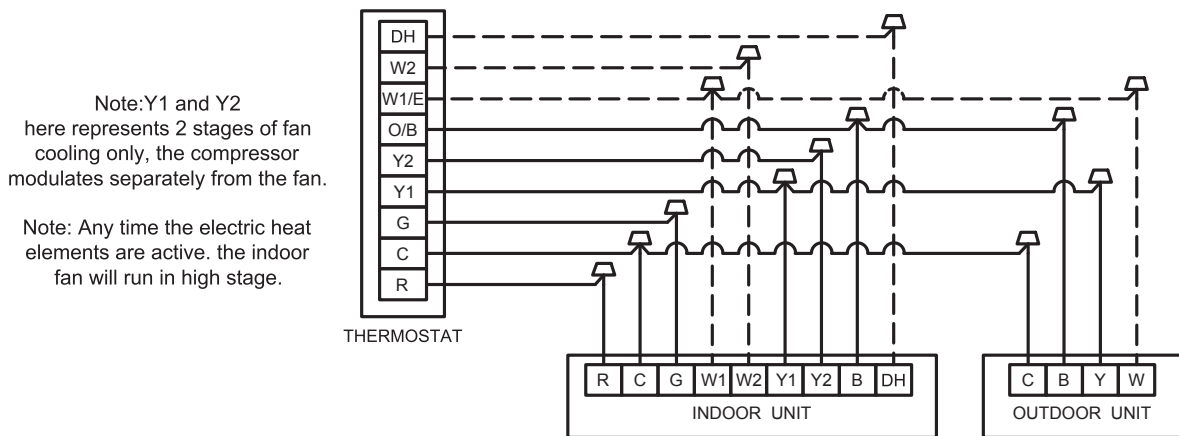 Note:Y1 and Y2
here represents 2 stages of fan
cooling only, the compressor
modulates separately from the fan.
Note: Any time the electric heat
elements are active. the indoor
fan will run in high stage.
DH
W2
W1/E
O/B
Y2
Y1
G
C
R
THERMOSTAT
R C G W1 W2 Y1 Y2 B DH
INDOOR UNIT
C B Y W
OUTDOOR UNIT